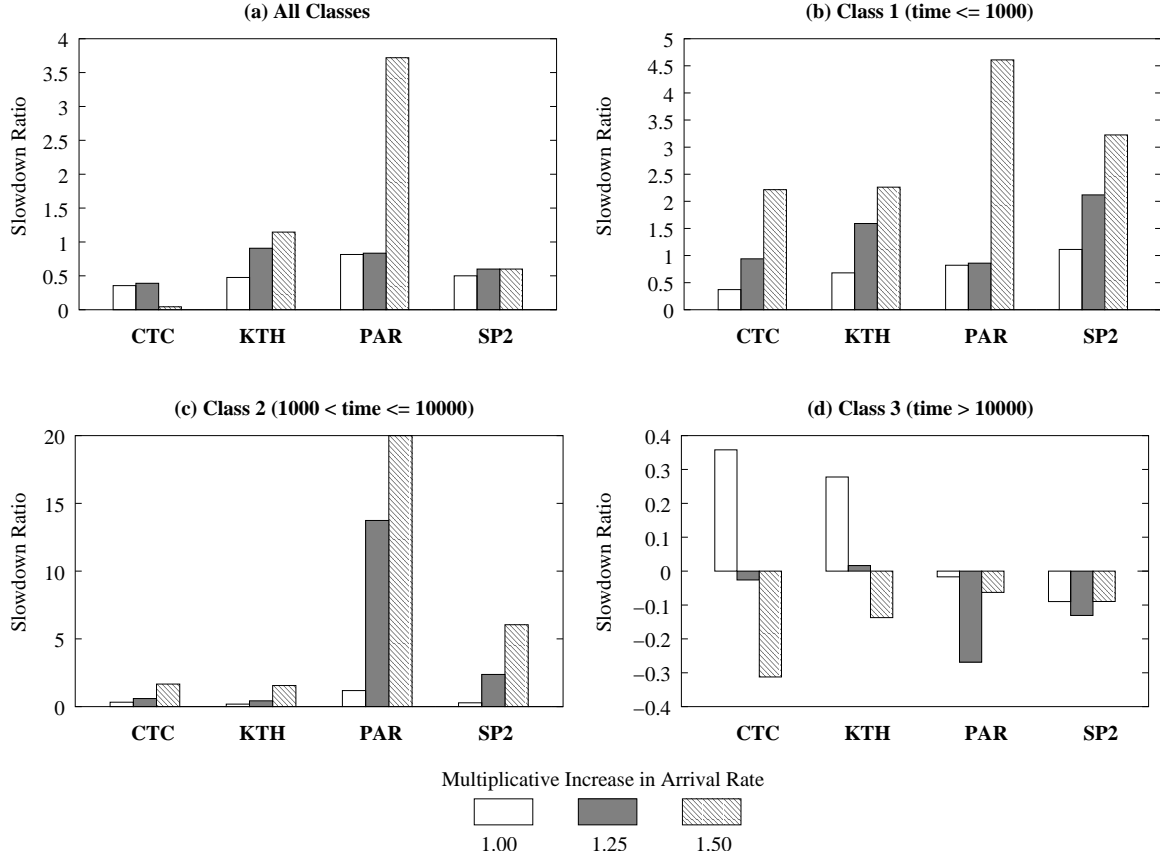 (a) All Classes
Slowdown Ratio
4
3.5
3
2.5
2
1.5
1
0.5
0
CTC KTH PAR SP2
(b) Class 1 (time <= 1000)
Slowdown Ratio
5
4.5
4
3.5
3
2.5
2
1.5
1
0.5
0
CTC KTH PAR SP2
(c) Class 2 (1000 < time <= 10000)
Slowdown Ratio
20
15
10
5
0
CTC KTH PAR SP2
(d) Class 3 (time > 10000)
Slowdown Ratio
0.4
0.3
0.2
0.1
0
−0.1
−0.2
−0.3
−0.4
CTC KTH PAR SP2
Multiplicative Increase in Arrival Rate
1.00 1.25 1.50